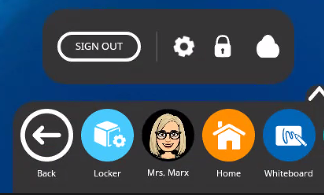 SIGN OUT
Back
Locker
Mrs. Marx
Home
Whiteboard